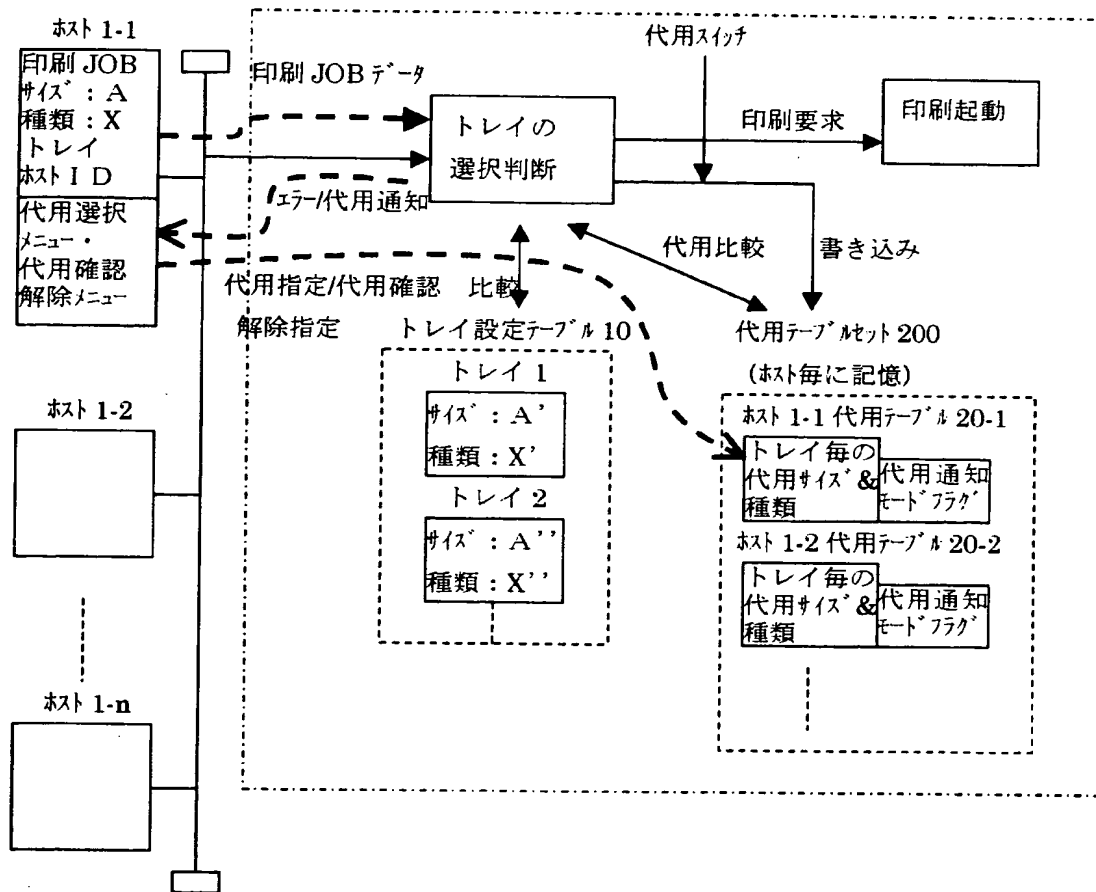 ホスト 1-1
印刷 JOB
サイズ : A
種類 : X
トレイ
ホスト I D
代用選択
メニュー・
代用確認
解除メニュー
印刷 JOB データ
エラー/代用通知
代用指定/代用確認
解除指定
トレイの
選択判断
代用スイッチ
印刷要求
印刷起動
比較
代用比較
書き込み
トレイ設定テーブル 10
トレイ 1
サイズ : A'
種類 : X'
トレイ 2
サイズ : A''
種類 : X''
代用テーブルセット 200
(ホスト毎に記憶)
ホスト 1-1 代用テーブル 20-1
トレイ毎の
代用サイズ &
種類
代用通知
モードフラグ
ホスト 1-2 代用テーブル 20-2
トレイ毎の
代用サイズ &
種類
代用通知
モードフラグ
ホスト 1-2
ホスト 1-n